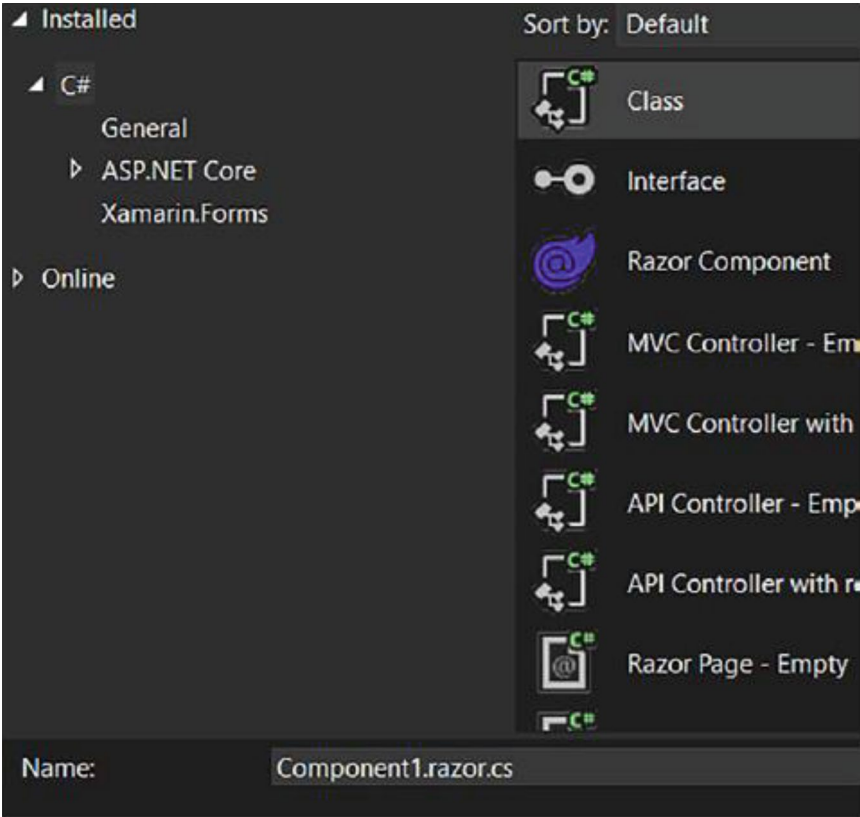 Installed
C#
General
ASP.NET Core
Xamarin.Forms
Online
Sort by: Default
Class
Interface
Razor Component
MVC Controller - Em
MVC Controller with
API Controller - Emp
API Controller with r
Razor Page - Empty
Name: Component1.razor.cs